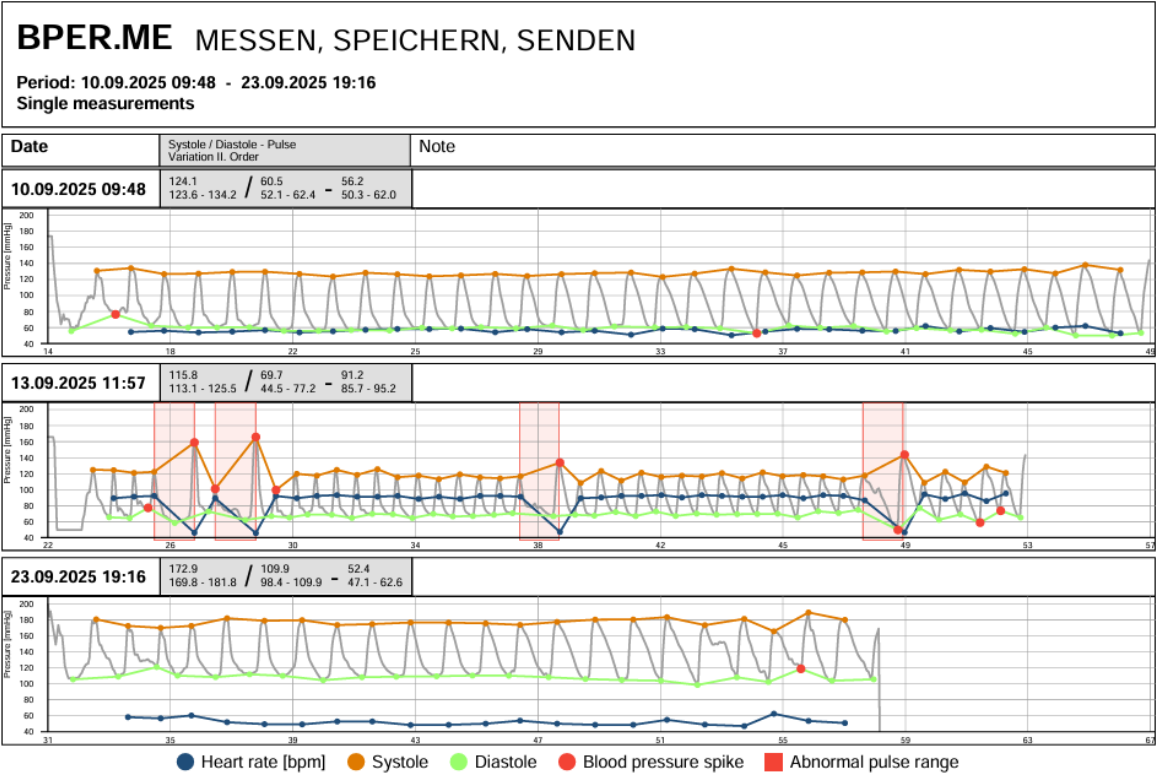 BPER.ME MESSEN, SPEICHERN, SENDEN
Period: 10.09.2025 09:48 - 23.09.2025 19:16
Single measurements
Date
Systole / Diastole - Pulse
Variation II. Order
Note
10.09.2025 09:48
124.1 / 60.5 - 56.2
123.6 - 134.2 52.1 - 62.4 50.3 - 62.0
Pressure [mmHg]
200
180
160
140
120
100
80
60
40
14 18 22 25 29 33 37 41 45 49
13.09.2025 11:57
115.8 / 69.7 - 91.2
113.1 - 125.5 44.5 - 77.2 85.7 - 95.2
Pressure [mmHg]
200
180
160
140
120
100
80
60
40
22 26 30 34 38 42 45 49 53 57
23.09.2025 19:16
172.9 / 109.9 - 52.4
169.8 - 181.8 98.4 - 109.9 47.1 - 62.6
Pressure [mmHg]
200
180
160
140
120
100
80
60
40
31 35 39 43 47 51 55 59 63 67
Heart rate [bpm] Systole Diastole Blood pressure spike Abnormal pulse range